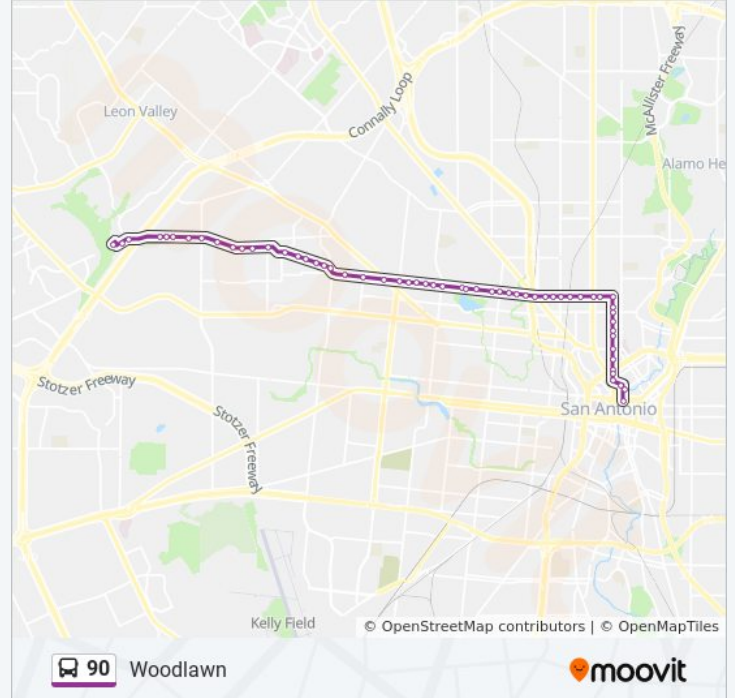 McAllister Freeway
Connally Loop
Leon Valley
Alamo He
Stotzer Freeway
Stotzer Freeway
San Antonio
Kelly Field
© OpenStreetMap contributors | © OpenMapTiles
90 Woodlawn
moovit